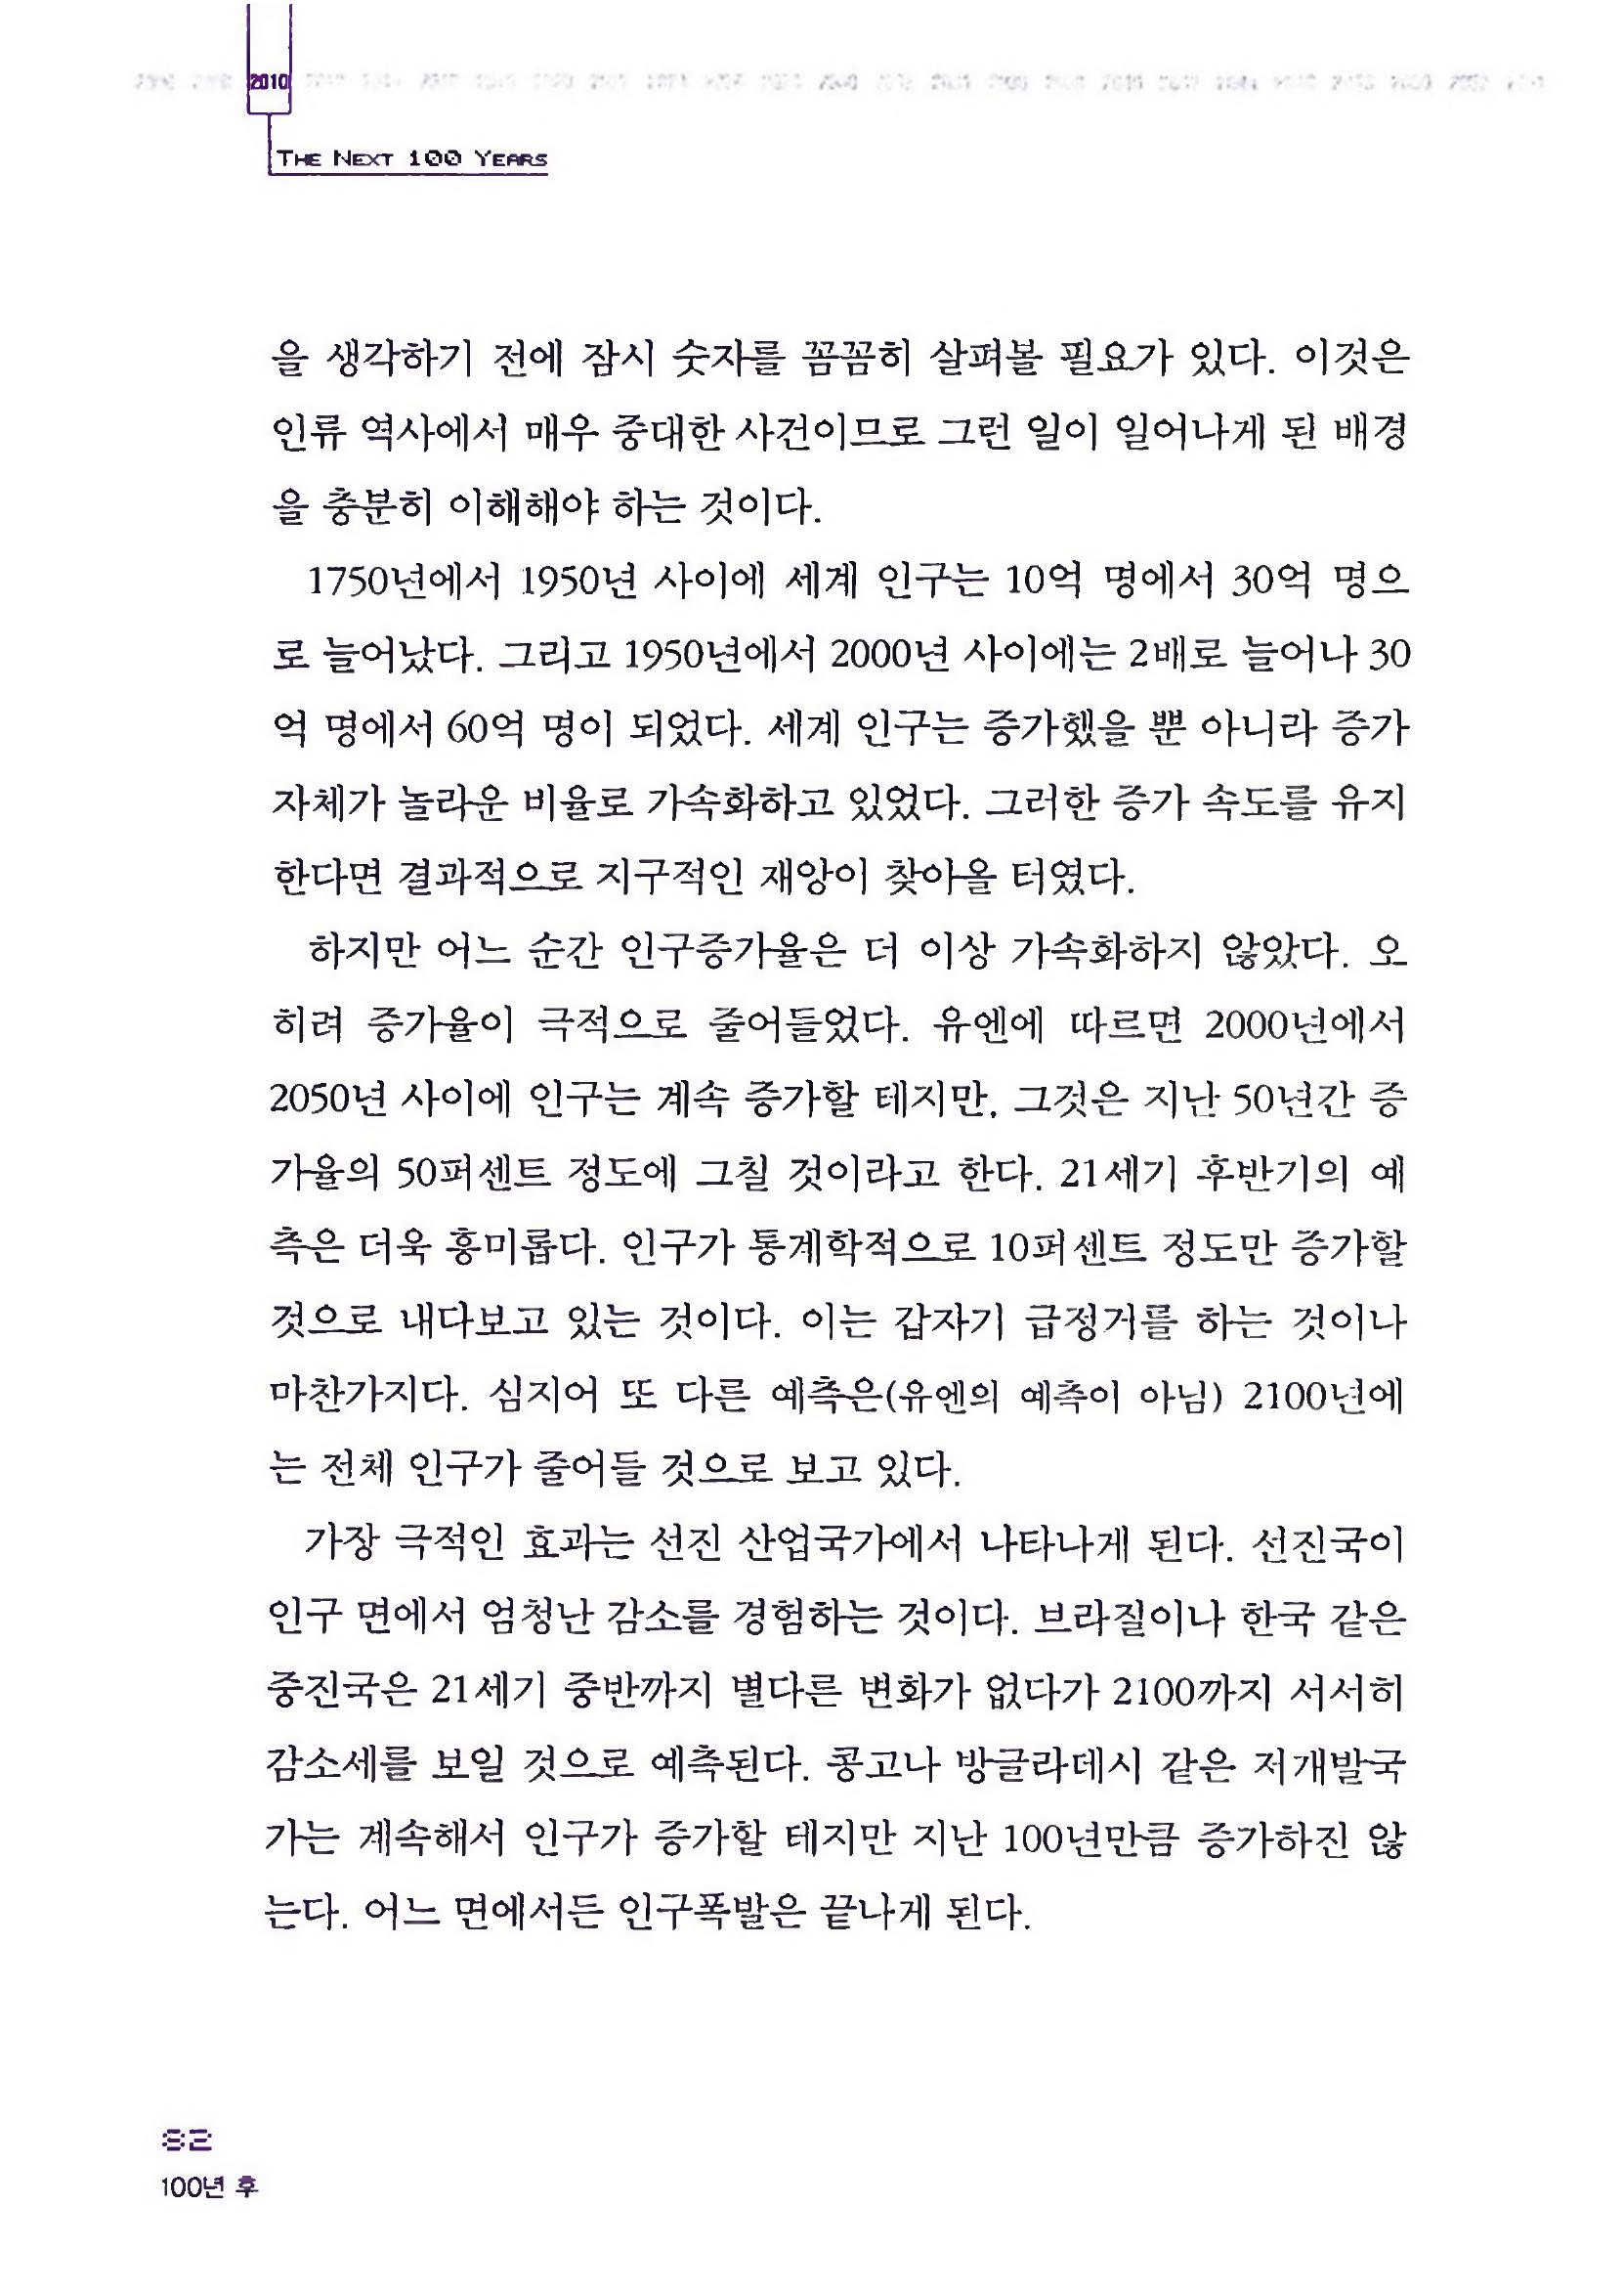 2010
THE NEXT 100 YEARS
을 생각하기 전에 잠시 숫자를 꼼꼼히 살펴볼 필요가 있다. 이것은
인류 역사에서 매우 중대한 사건이므로 그런 일이 일어나게 된 배경
을 충분히 이해해야 하는 것이다.
1750년에서 1950년 사이에 세계 인구는 10억 명에서 30억 명으
로 늘어났다. 그리고 1950년에서 2000년 사이에는 2배로 늘어나 30
억 명에서 60억 명이 되었다. 세계 인구는 증가했을 뿐 아니라 증가
자체가 놀라운 비율로 가속화하고 있었다. 그러한 증가 속도를 유지
한다면 결과적으로 지구적인 재앙이 찾아올 터였다.
하지만 어느 순간 인구증가율은 더 이상 가속화하지 않았다. 오
히려 증가율이 극적으로 줄어들었다. 유엔에 따르면 2000년에서
2050년 사이에 인구는 계속 증가할 테지만, 그것은 지난 50년간 증
가율의 50퍼센트 정도에 그칠 것이라고 한다. 21세기 후반기의 예
측은 더욱 흥미롭다. 인구가 통계학적으로 10퍼센트 정도만 증가할
것으로 내다보고 있는 것이다. 이는 갑자기 급정거를 하는 것이나
마찬가지다. 심지어 또 다른 예측은(유엔의 예측이 아님) 2100년에
는 전체 인구가 줄어들 것으로 보고 있다.
가장 극적인 효과는 선진 산업국가에서 나타나게 된다. 선진국이
인구 면에서 엄청난 감소를 경험하는 것이다. 브라질이나 한국 같은
중진국은 21세기 중반까지 별다른 변화가 없다가 2100까지 서서히
감소세를 보일 것으로 예측된다. 콩고나 방글라데시 같은 저개발국
가는 계속해서 인구가 증가할 테지만 지난 100년만큼 증가하진 않
는다. 어느 면에서든 인구폭발은 끝나게 된다.
82
100년 후